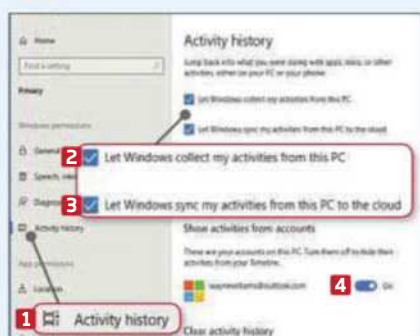 Home
Find a setting
Privacy
Windows permissions
General
Speech, inki
Diagnos
Activity history
App permissions
Location
1 Activity history
Activity history
Jump back into what you were doing with apps, docs, or other
activities, either on your PC or your phone.
Let Windows collect my activities from this PC
Let Windows sync my activities from this PC to the cloud
2 Let Windows collect my activities from this PC
3 Let Windows sync my activities from this PC to the cloud
Show activities from accounts
These are your accounts on this PC. Turn them off to hide their
activities from your Timeline.
waynewilliams@outlook.com
4 On
Clear activity history